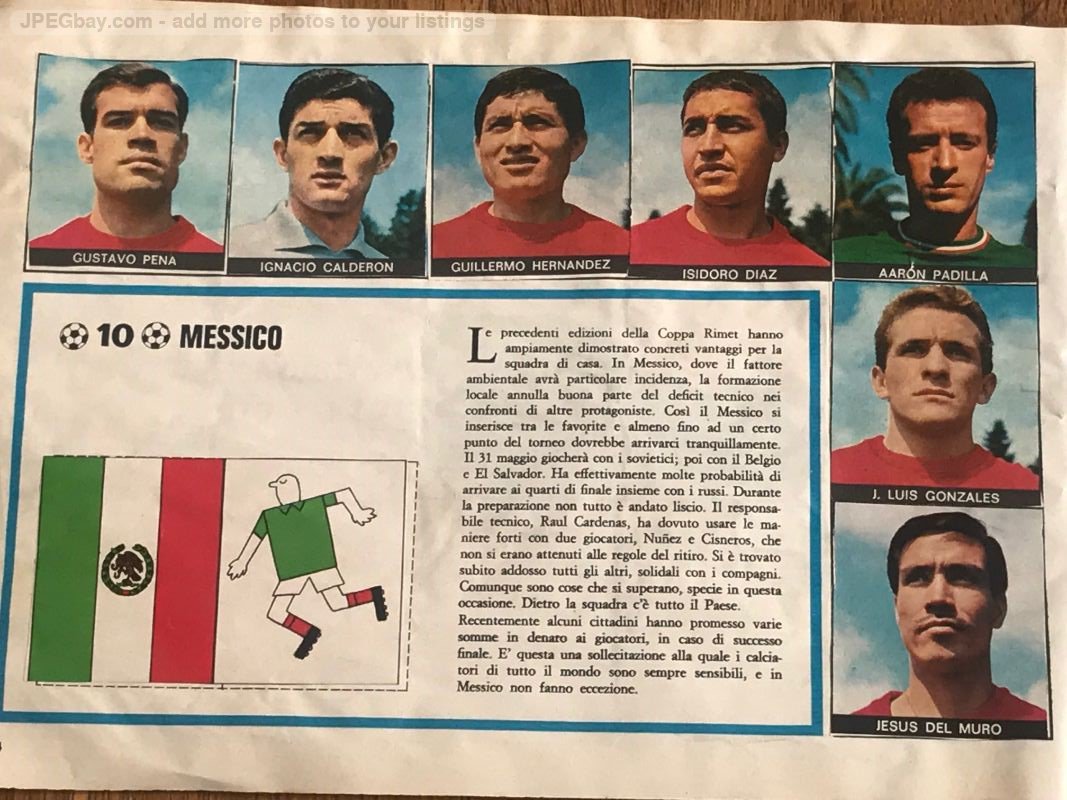 JPEGbay.com - add more photos to your listings
GUSTAVO PENA
IGNACIO CALDERON
GUILLERMO HERNANDEZ
ISIDORO DIAZ
AARÓN PADILLA
J. LUIS GONZALES
JESUS DEL MURO
10 MESSICO
Le precedenti edizioni della Coppa Rimet hanno
ampiamente dimostrato concreti vantaggi per la
squadra di casa. In Messico, dove il fattore
ambientale avrà particolare incidenza, la formazione
locale annulla buona parte del deficit tecnico nei
confronti di altre protagoniste. Così il Messico si
inserisce tra le favorite e almeno fino ad un certo
punto del torneo dovrebbe arrivarci tranquillamente.
Il 31 maggio giocherà con i sovietici; poi con il Belgio
e El Salvador. Ha effettivamente molte probabilità di
arrivare ai quarti di finale insieme con i russi. Durante
la preparazione non tutto è andato liscio. Il responsa-
bile tecnico, Raul Cardenas, ha dovuto usare le ma-
niere forti con due giocatori, Nuñez e Cisneros, che
non si erano attenuti alle regole del ritiro. Si è trovato
subito addosso tutti gli altri, solidali con i compagni.
Comunque sono cose che si superano, specie in questa
occasione. Dietro la squadra c'è tutto il Paese.
Recentemente alcuni cittadini hanno promesso varie
somme in denaro ai giocatori, in caso di successo
finale. E' questa una sollecitazione alla quale i calcia-
tori di tutto il mondo sono sempre sensibili, e in
Messico non fanno eccezione.